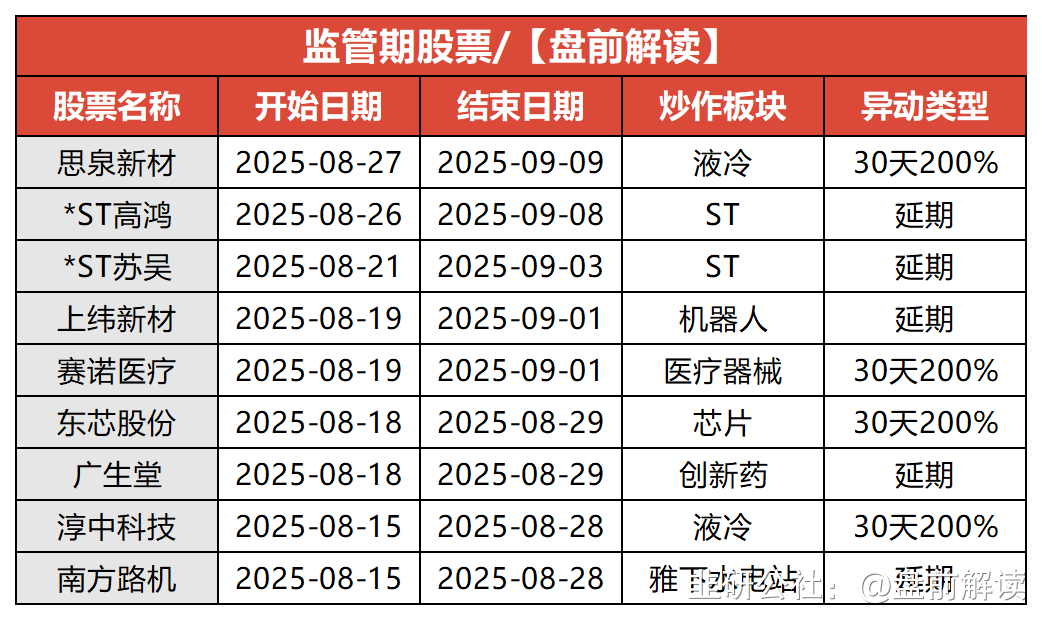 监管期股票/【盘前解读】
股票名称 开始日期 结束日期 炒作板块 异动类型
思泉新材 2025-08-27 2025-09-09 液冷 30天200%
*ST高鸿 2025-08-26 2025-09-08 ST 延期
*ST苏吴 2025-08-21 2025-09-03 ST 延期
上纬新材 2025-08-19 2025-09-01 机器人 延期
赛诺医疗 2025-08-19 2025-09-01 医疗器械 30天200%
东芯股份 2025-08-18 2025-08-29 芯片 30天200%
广生堂 2025-08-18 2025-08-29 创新药 延期
淳中科技 2025-08-15 2025-08-28 液冷 30天200%
南方路机 2025-08-15 2025-08-28 雅下水电站 延期
韭研公社：@盘前解读